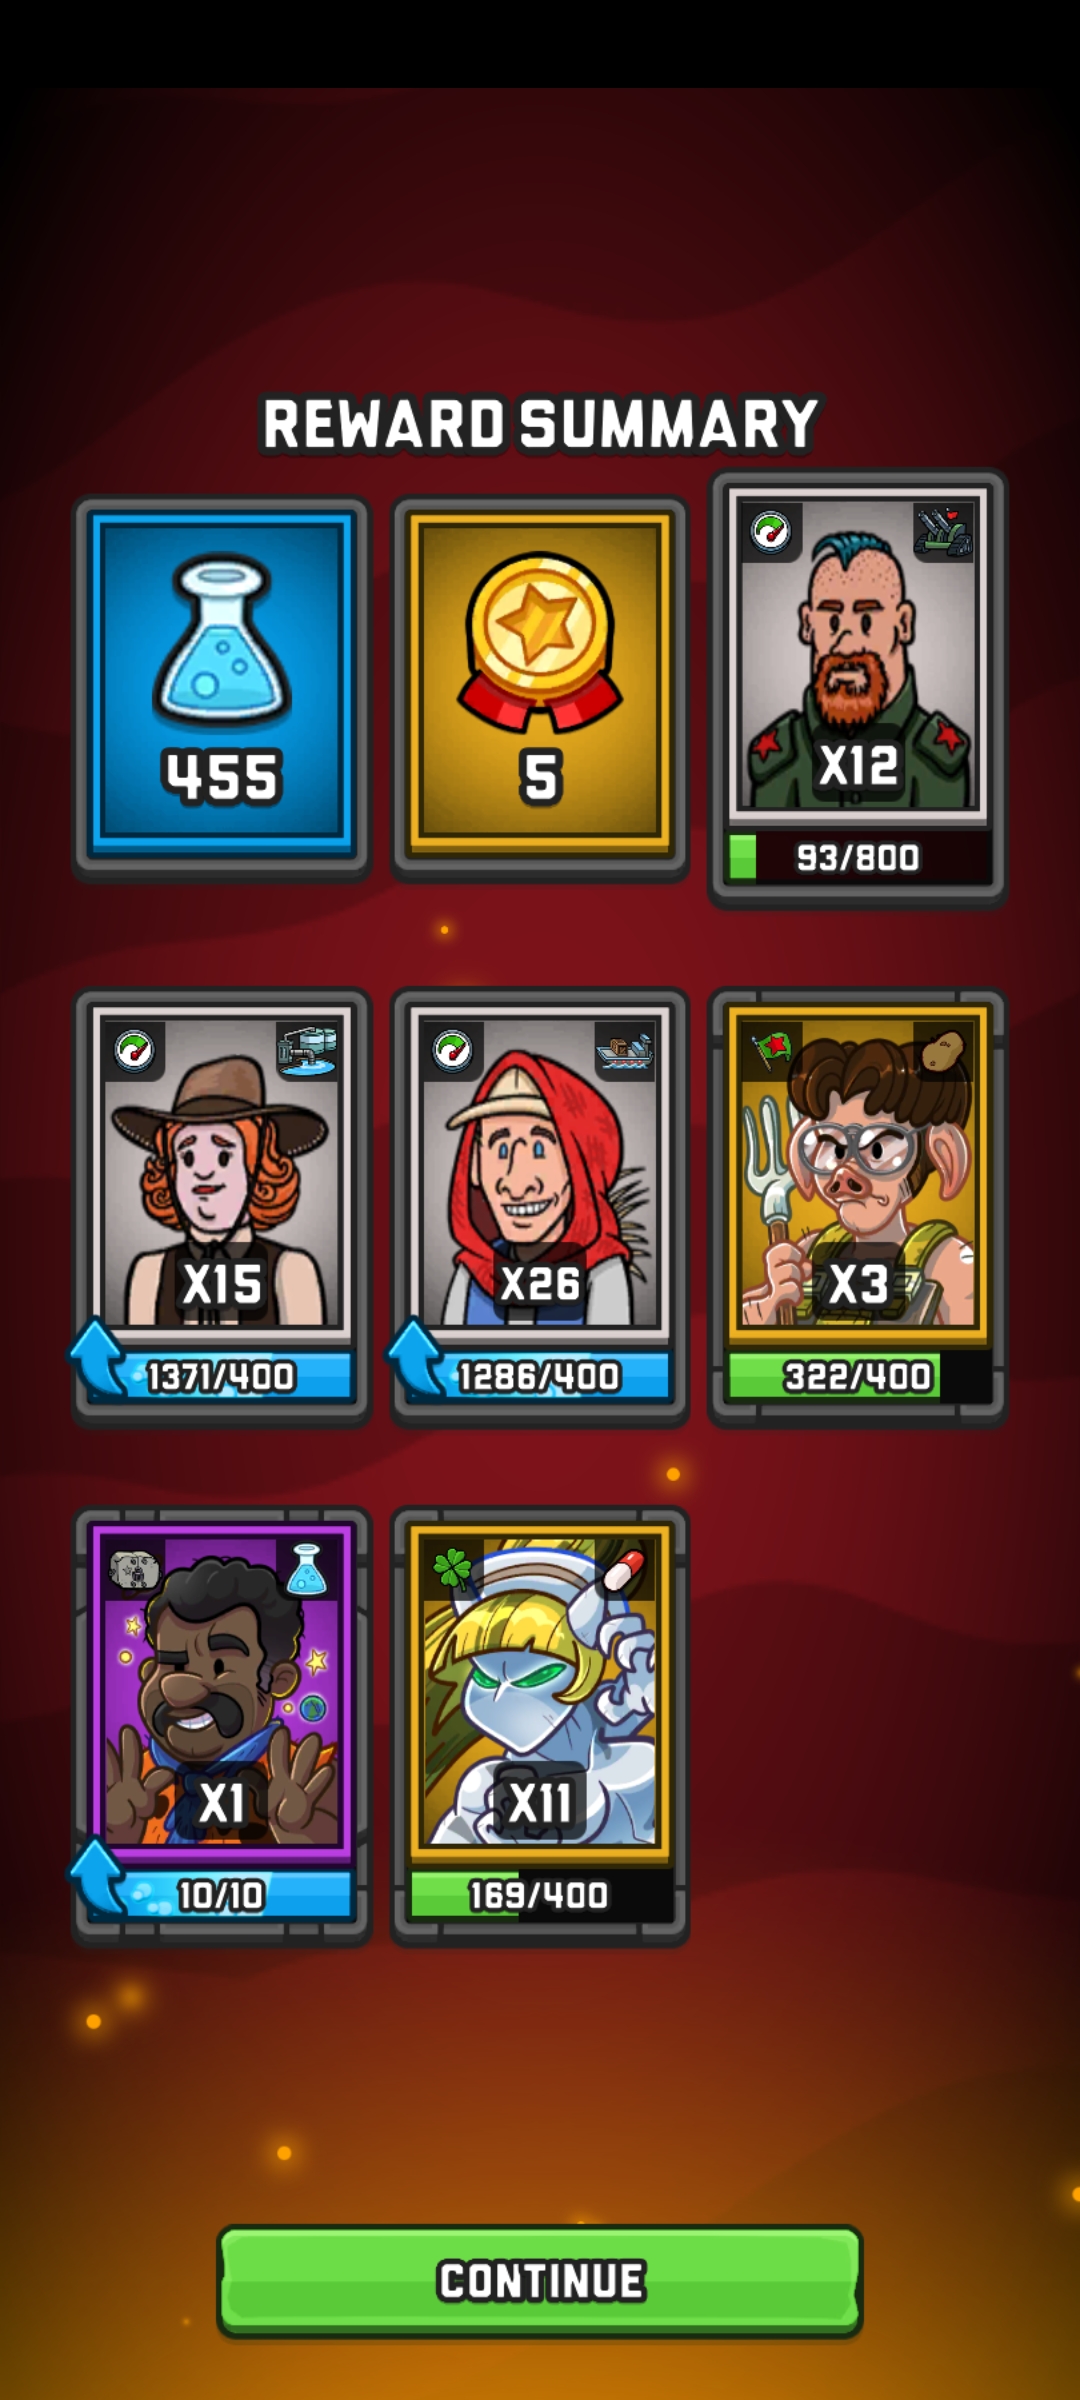 REWARD SUMMARY
455
5
X12
93/800
X15
1371/400
X26
1286/400
X3
322/400
X1
10/10
X11
169/400
CONTINUE